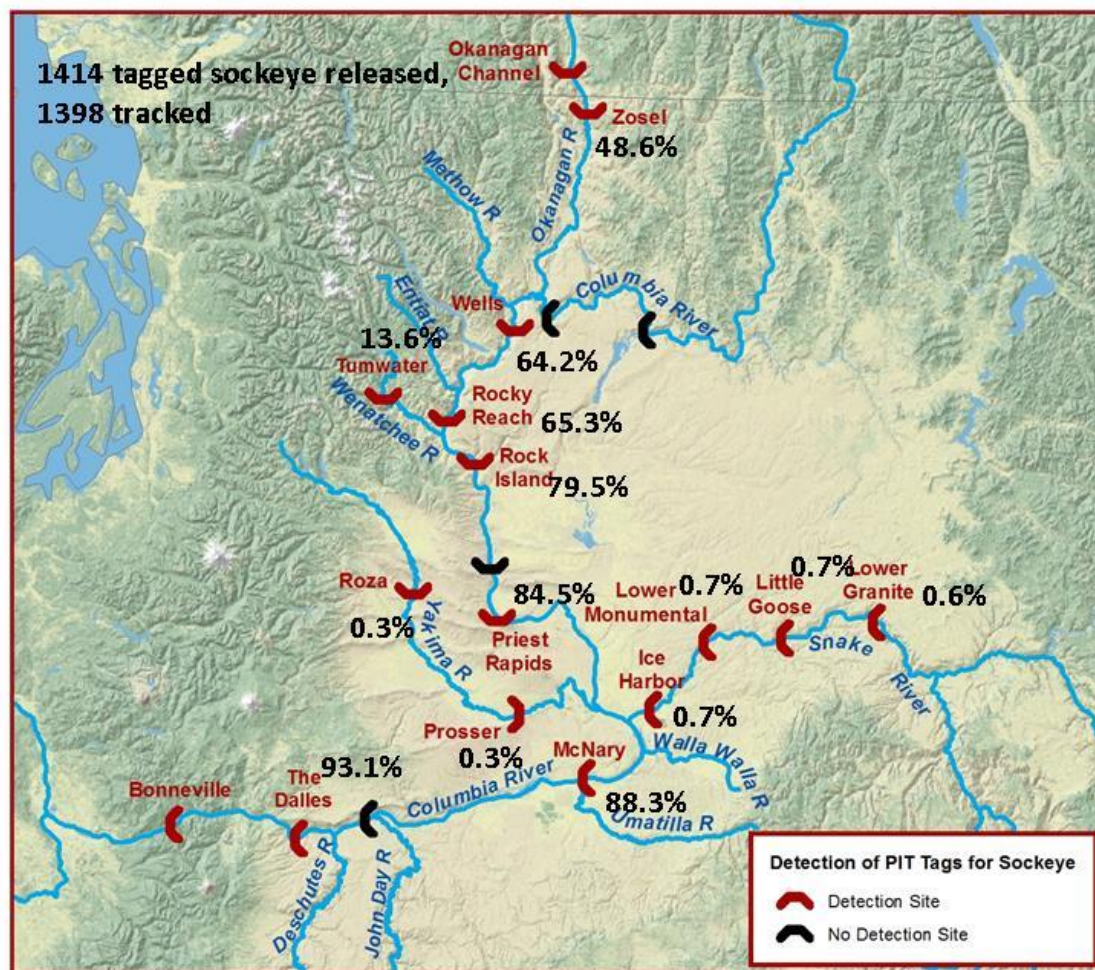 1414 tagged sockeye released,
1398 tracked
Okanagan
Channel
Zosel
48.6%
Methow R
Okanagan R
Columbia River
Entiat R
Wells
13.6%
64.2%
Tumwater
Rocky
Reach
65.3%
Wenatchee R
Rock
Island
79.5%
Roza
0.3%
Yakima R
84.5%
Priest
Rapids
Lower
Monumental
0.7%
Little
Goose
0.7%
Lower
Granite
0.6%
Snake
River
Ice
Harbor
0.7%
Prosser
0.3%
McNary
88.3%
Walla Walla R
Umatilla R
93.1%
Columbia River
Bonneville
The
Dalles
Deschutes R
John Day R
Detection of PIT Tags for Sockeye
Detection Site
No Detection Site